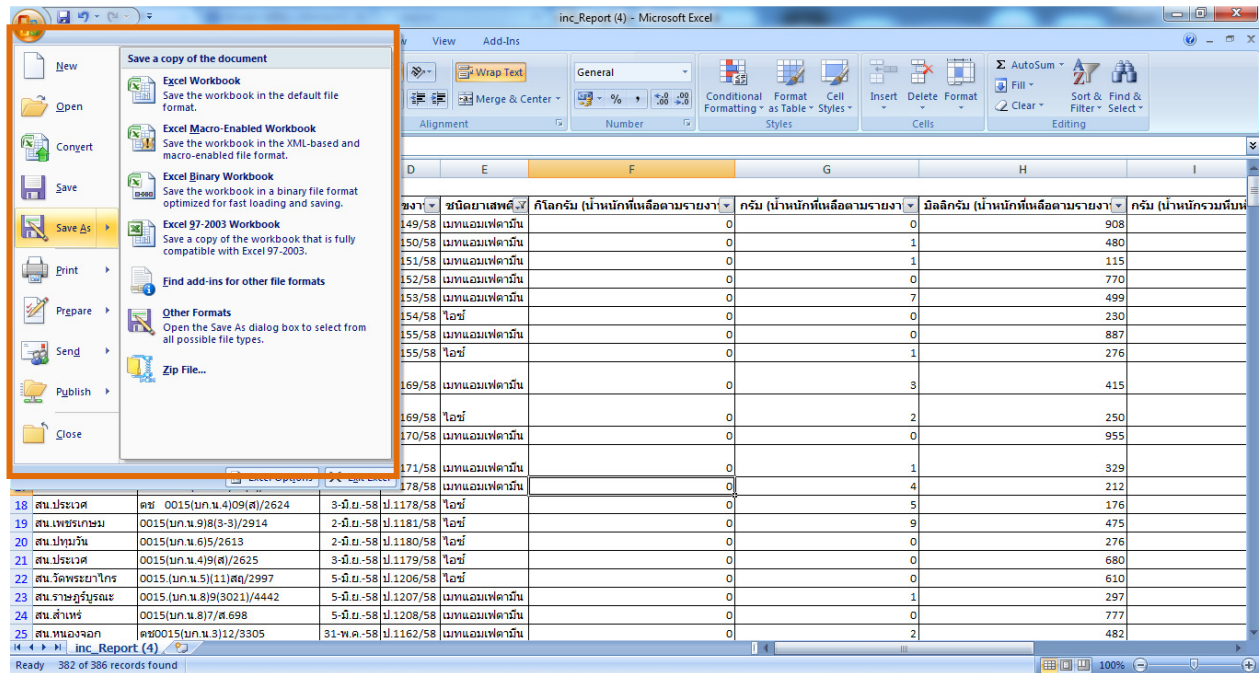 inc_Report (4) - Microsoft Excel
View Add-Ins
New
Open
Convert
Save
Save As
Print
Prepare
Send
Publish
Close
Save a copy of the document
Excel Workbook
Save the workbook in the default file
format.
Excel Macro-Enabled Workbook
Save the workbook in the XML-based and
macro-enabled file format.
Excel Binary Workbook
Save the workbook in a binary file format
optimized for fast loading and saving.
Excel 97-2003 Workbook
Save a copy of the workbook that is fully
compatible with Excel 97-2003.
Find add-ins for other file formats
Other Formats
Open the Save As dialog box to select from
all possible file types.
Zip File...
Excel Options Exit Excel
Wrap Text
Merge & Center
Alignment
General
% , .0 .00 .00 .0
Number
Conditional Formatting
Format as Table
Cell Styles
Styles
Insert Delete Format
Cells
Σ AutoSum
Fill
Clear
Sort & Filter
Find & Select
Editing
D E F G H I
ชนิดยาเสพติ กิโลกรัม (น้ำหนักที่เหลือตามรายงา กรัม (น้ำหนักที่เหลือตามรายงา มิลลิกรัม (น้ำหนักที่เหลือตามรายงา กรัม (น้ำหนักรวมหีบห่
149/58 เมทแอมเฟตามีน 0 0 908
150/58 เมทแอมเฟตามีน 0 1 480
151/58 เมทแอมเฟตามีน 0 1 115
152/58 เมทแอมเฟตามีน 0 0 770
153/58 เมทแอมเฟตามีน 0 7 499
154/58 ไอซ์ 0 0 230
155/58 เมทแอมเฟตามีน 0 0 887
155/58 ไอซ์ 0 1 276
169/58 เมทแอมเฟตามีน 0 3 415
169/58 ไอซ์ 0 2 250
170/58 เมทแอมเฟตามีน 0 0 955
171/58 เมทแอมเฟตามีน 0 1 329
178/58 เมทแอมเฟตามีน 0 4 212
18 สน.ประเวศ ตช 0015(บก.น.4)09(ส)/2624 3-มิ.ย.-58 ป.1178/58 ไอซ์ 0 5 176
19 สน.เพชรเกษม 0015(บก.น.9)8(3-3)/2914 2-มิ.ย.-58 ป.1181/58 ไอซ์ 0 9 475
20 สน.ปทุมวัน 0015(บก.น.6)5/2613 2-มิ.ย.-58 ป.1180/58 ไอซ์ 0 0 276
21 สน.ประเวศ 0015(บก.น.4)9(ส)/2625 3-มิ.ย.-58 ป.1179/58 ไอซ์ 0 0 680
22 สน.วัดพระยาไกร 0015.(บก.น.5)(11)สถ/2997 5-มิ.ย.-58 ป.1206/58 ไอซ์ 0 0 610
23 สน.ราษฎร์บูรณะ 0015.(บก.น.8)9(3021)/4442 5-มิ.ย.-58 ป.1207/58 เมทแอมเฟตามีน 0 1 297
24 สน.สำเหร่ 0015(บก.น.8)7/ส.698 5-มิ.ย.-58 ป.1208/58 เมทแอมเฟตามีน 0 0 777
25 สน.หนองจอก ตช0015(บก.น.3)12/3305 31-พ.ค.-58 ป.1162/58 เมทแอมเฟตามีน 0 2 482
inc_Report (4)
Ready 382 of 386 records found 100%